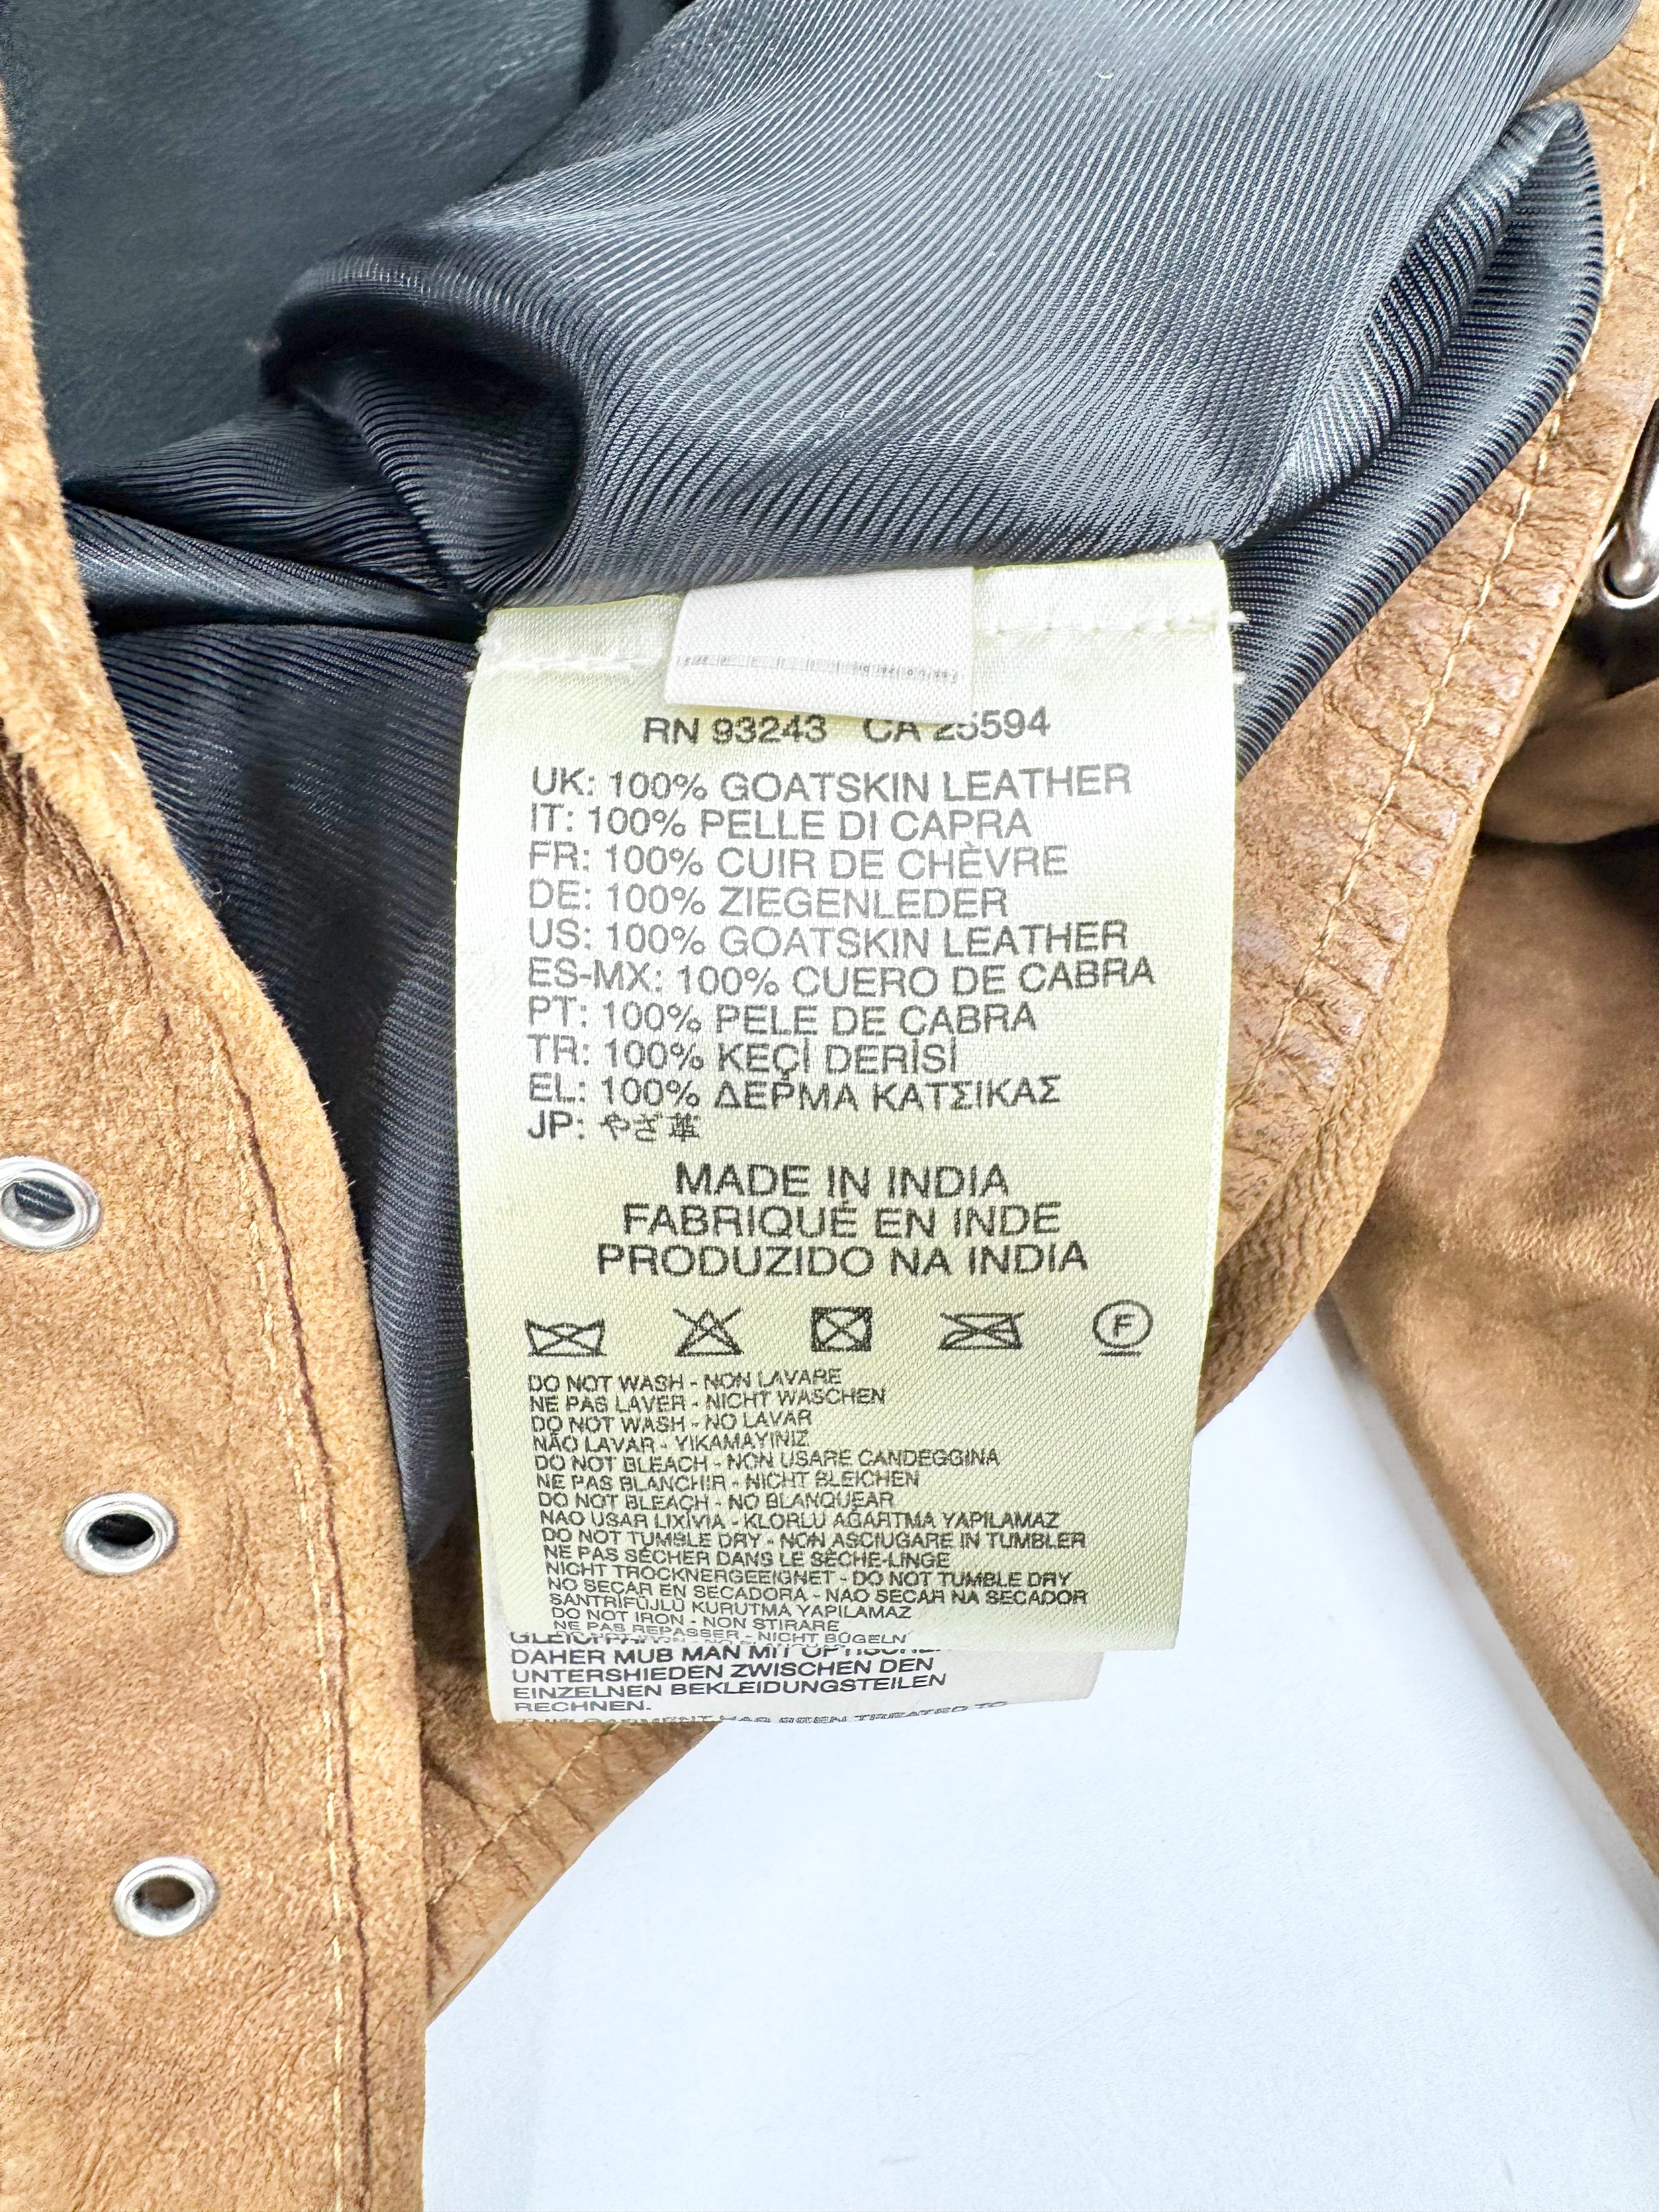 RN 93243 CA 25594
UK: 100% GOATSKIN LEATHER
IT: 100% PELLE DI CAPRA
FR: 100% CUIR DE CHÈVRE
DE: 100% ZIEGENLEDER
US: 100% GOATSKIN LEATHER
ES-MX: 100% CUERO DE CABRA
PT: 100% PELE DE CABRA
TR: 100% KEÇİ DERİSİ
EL: 100% ΔΕΡΜΑ ΚΑΤΣΙΚΑΣ
JP: やぎ革
MADE IN INDIA
FABRIQUÉ EN INDE
PRODUZIDO NA INDIA
F
DO NOT WASH - NON LAVARE
NE PAS LAVER - NICHT WASCHEN
DO NOT WASH - NO LAVAR
NÃO LAVAR - YIKAMAYINIZ
DO NOT BLEACH - NON USARE CANDEGGINA
NE PAS BLANCHIR - NICHT BLEICHEN
DO NOT BLEACH - NO BLANQUEAR
NÃO USAR LIXÍVIA - KLORLU AĞARTMA YAPILAMAZ
DO NOT TUMBLE DRY - NON ASCIUGARE IN TUMBLER
NE PAS SÉCHER DANS LE SÈCHE-LINGE
NICHT TROCKNERGEEIGNET - DO NOT TUMBLE DRY
NO SECAR EN SECADORA - NÃO SECAR NA SECADOR
SANTRİFÜJLÜ KURUTMA YAPILAMAZ
DO NOT IRON - NON STIRARE
NE PAS REPASSER - NICHT BÜGELN
DAHER MUB MAN MIT
UNTERSHIEDEN ZWISCHEN DEN
EINZELNEN BEKLEIDUNGSTEILEN
RECHNEN.